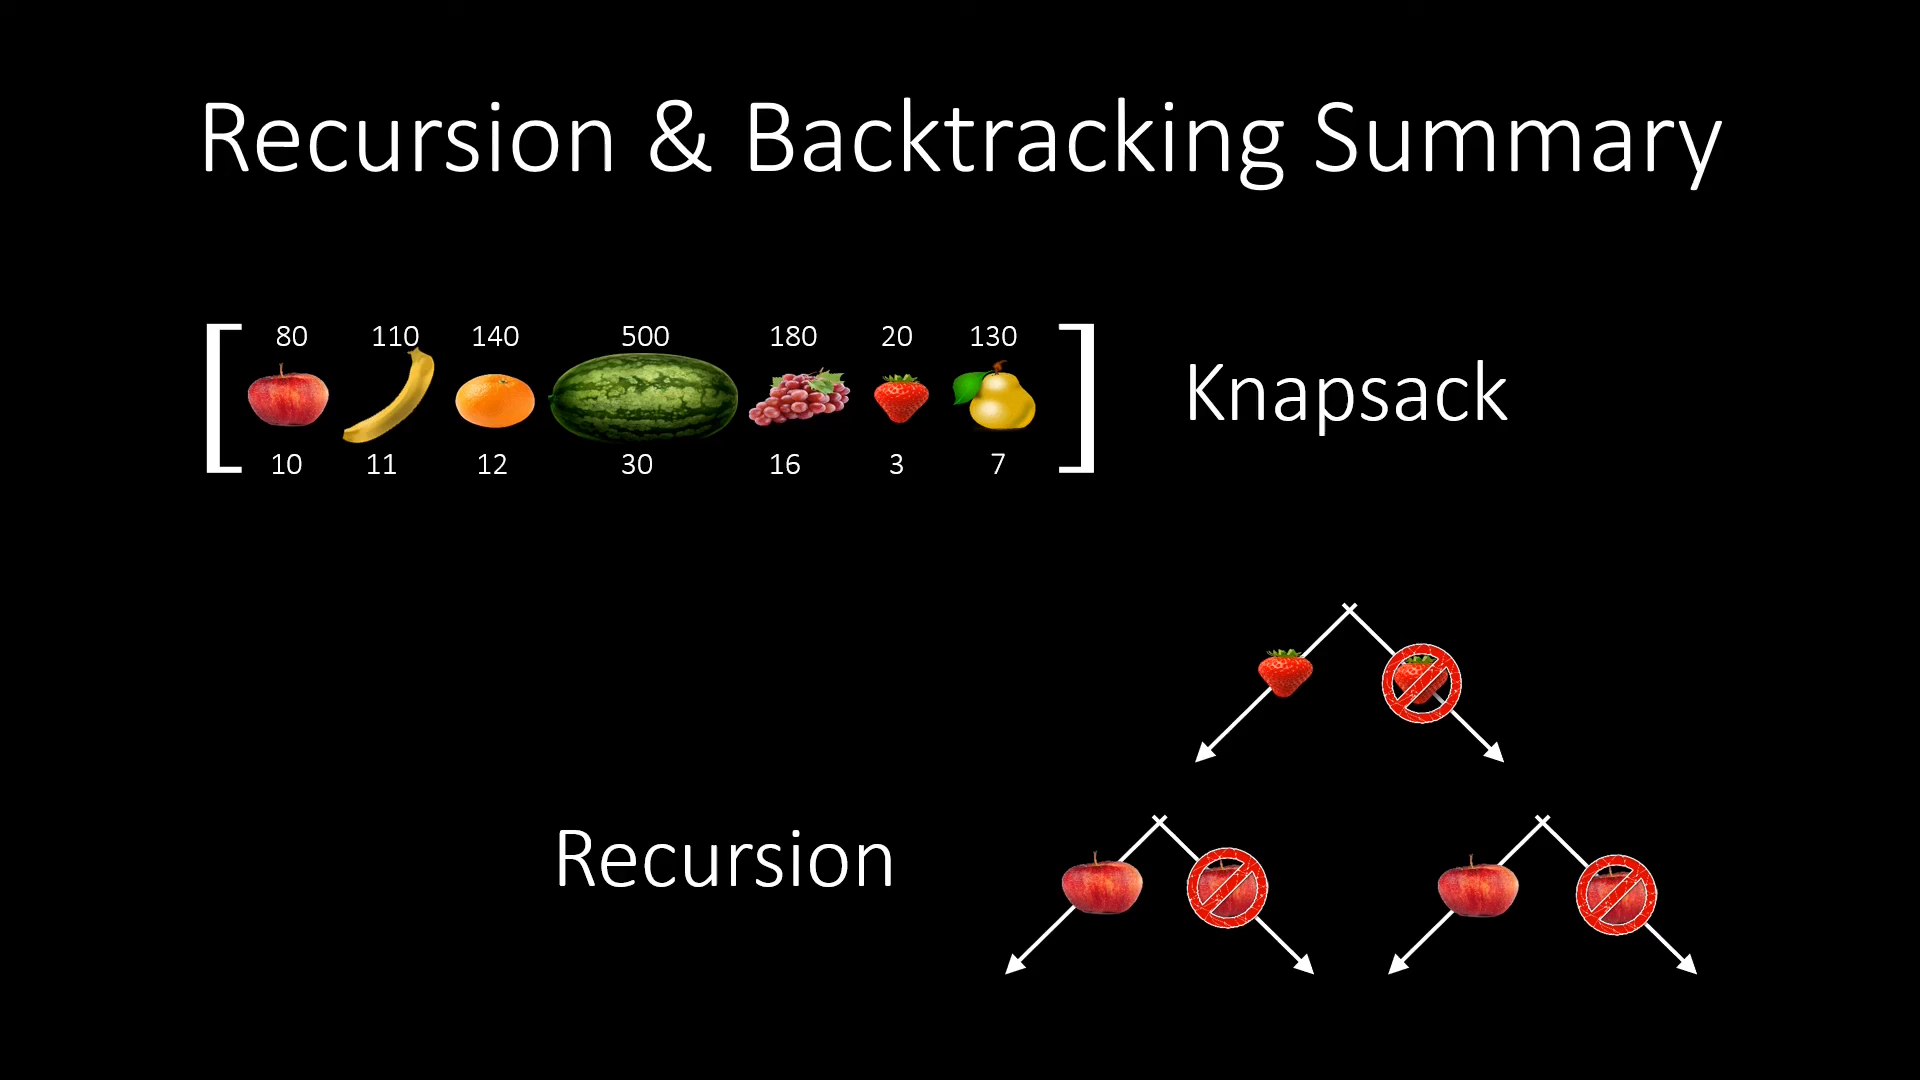 Recursion & Backtracking Summary
80 110 140 500 180 20 130
Knapsack
10 11 12 30 16 3 7
Recursion